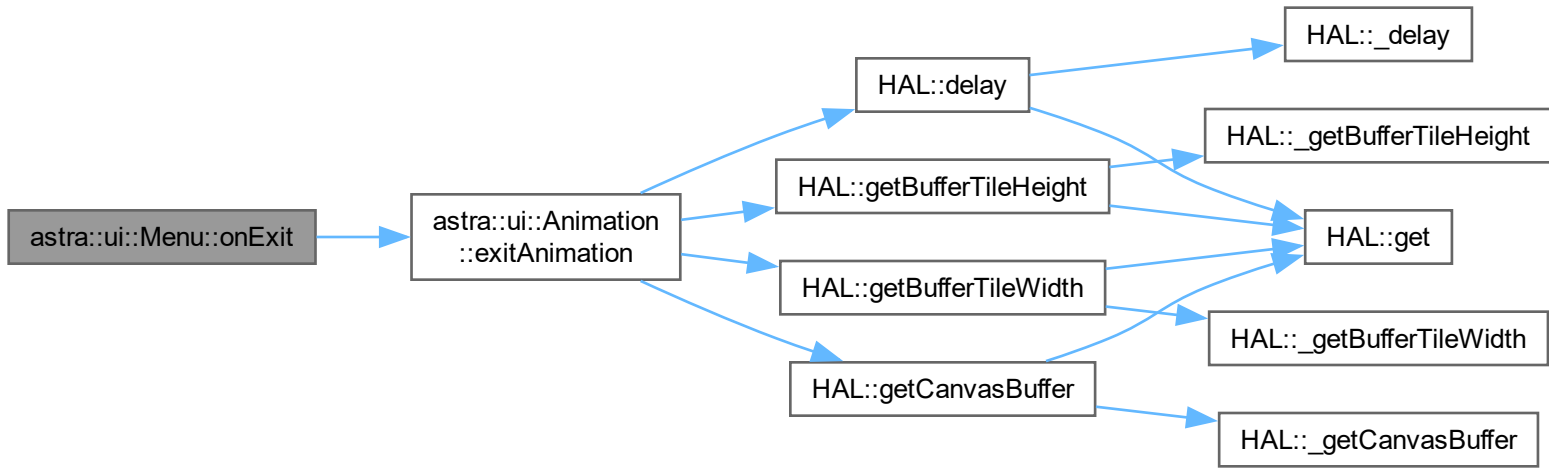 astra::ui::Menu::onExit
astra::ui::Animation
::exitAnimation
HAL::delay
HAL::getBufferTileHeight
HAL::getBufferTileWidth
HAL::getCanvasBuffer
HAL::_delay
HAL::_getBufferTileHeight
HAL::get
HAL::_getBufferTileWidth
HAL::_getCanvasBuffer